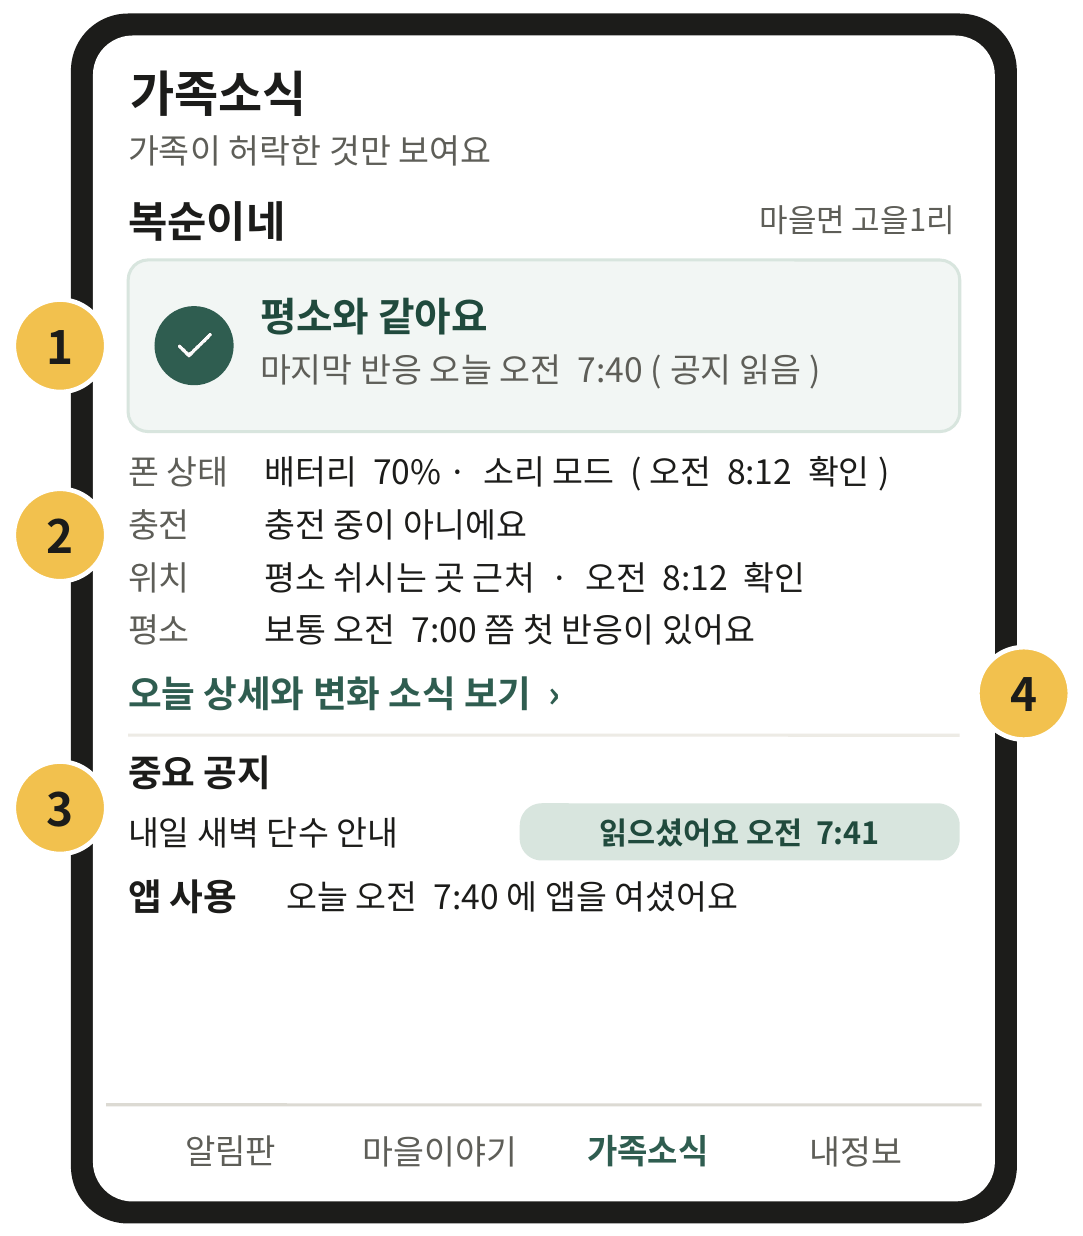 가족소식
가족이 허락한 것만 보여요
복순이네 마을면 고을1리
1
평소와 같아요
마지막 반응 오늘 오전 7:40 ( 공지 읽음 )
폰 상태 배터리 70% · 소리 모드 ( 오전 8:12 확인 )
2
충전 충전 중이 아니에요
위치 평소 쉬시는 곳 근처 · 오전 8:12 확인
평소 보통 오전 7:00 쯤 첫 반응이 있어요
오늘 상세와 변화 소식 보기 ›
4
중요 공지
3
내일 새벽 단수 안내 읽으셨어요 오전 7:41
앱 사용 오늘 오전 7:40 에 앱을 여셨어요
알림판 마을이야기 가족소식 내정보